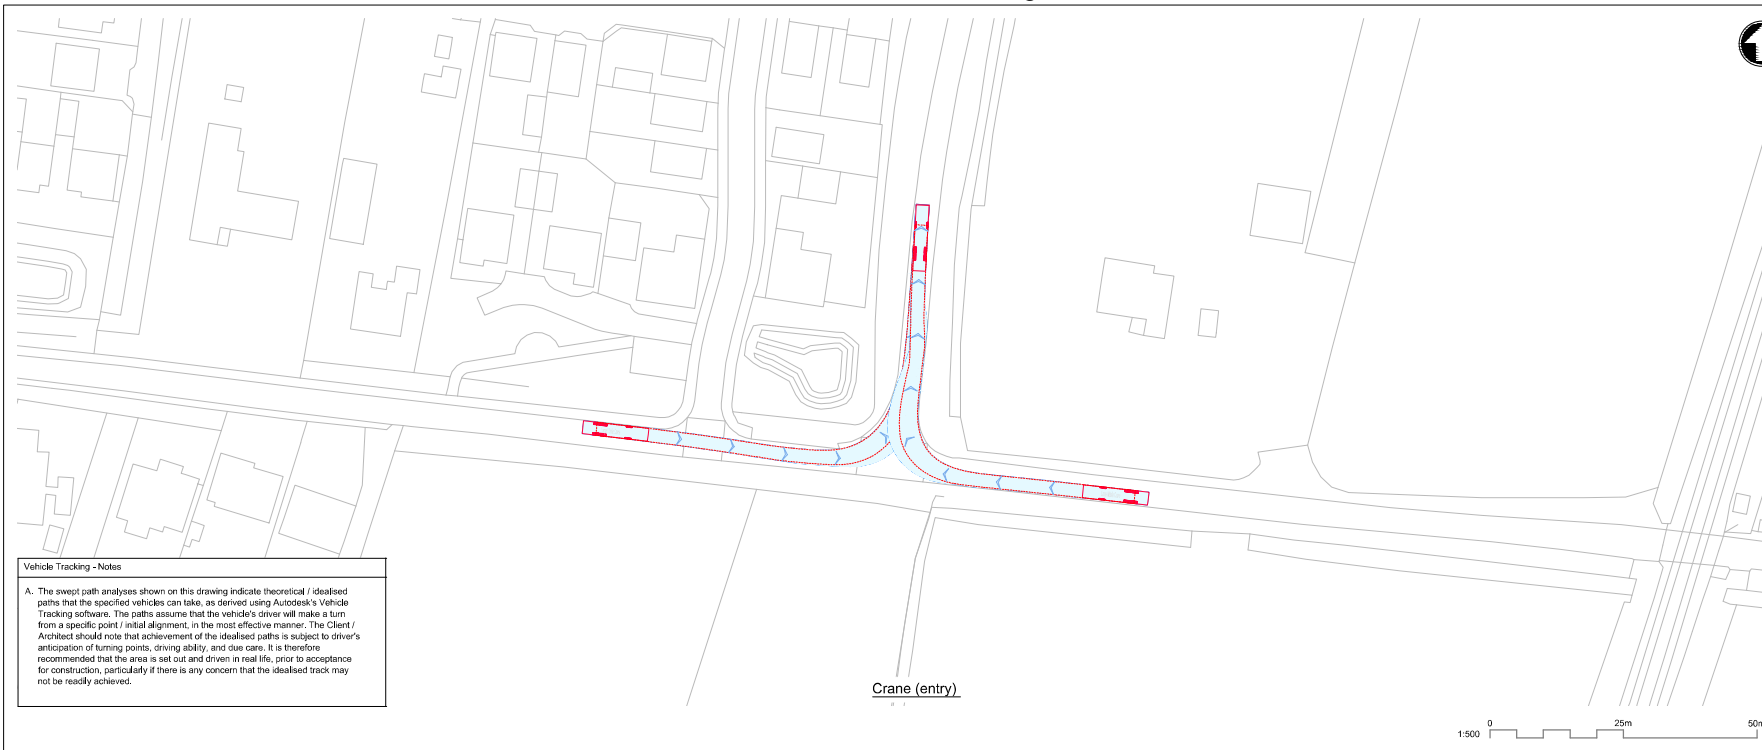 Vehicle Tracking - Notes
A. The swept path analyses shown on this drawing indicate theoretical / idealised
paths that the specified vehicles can take, as derived using Autodesk's Vehicle
Tracking software. The paths assume that the vehicle's driver will make a turn
from a specific point / initial alignment, in the most effective manner. The Client /
Architect should note that achievement of the idealised paths is subject to driver's
anticipation of turning points, driving ability, and due care. It is therefore
recommended that the area is set out and driven in real life, prior to acceptance
for construction, particularly if there is any concern that the idealised track may
not be readily achieved.
Crane (entry)
0 25m 50m
1:500